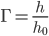 Γ = h / h₀